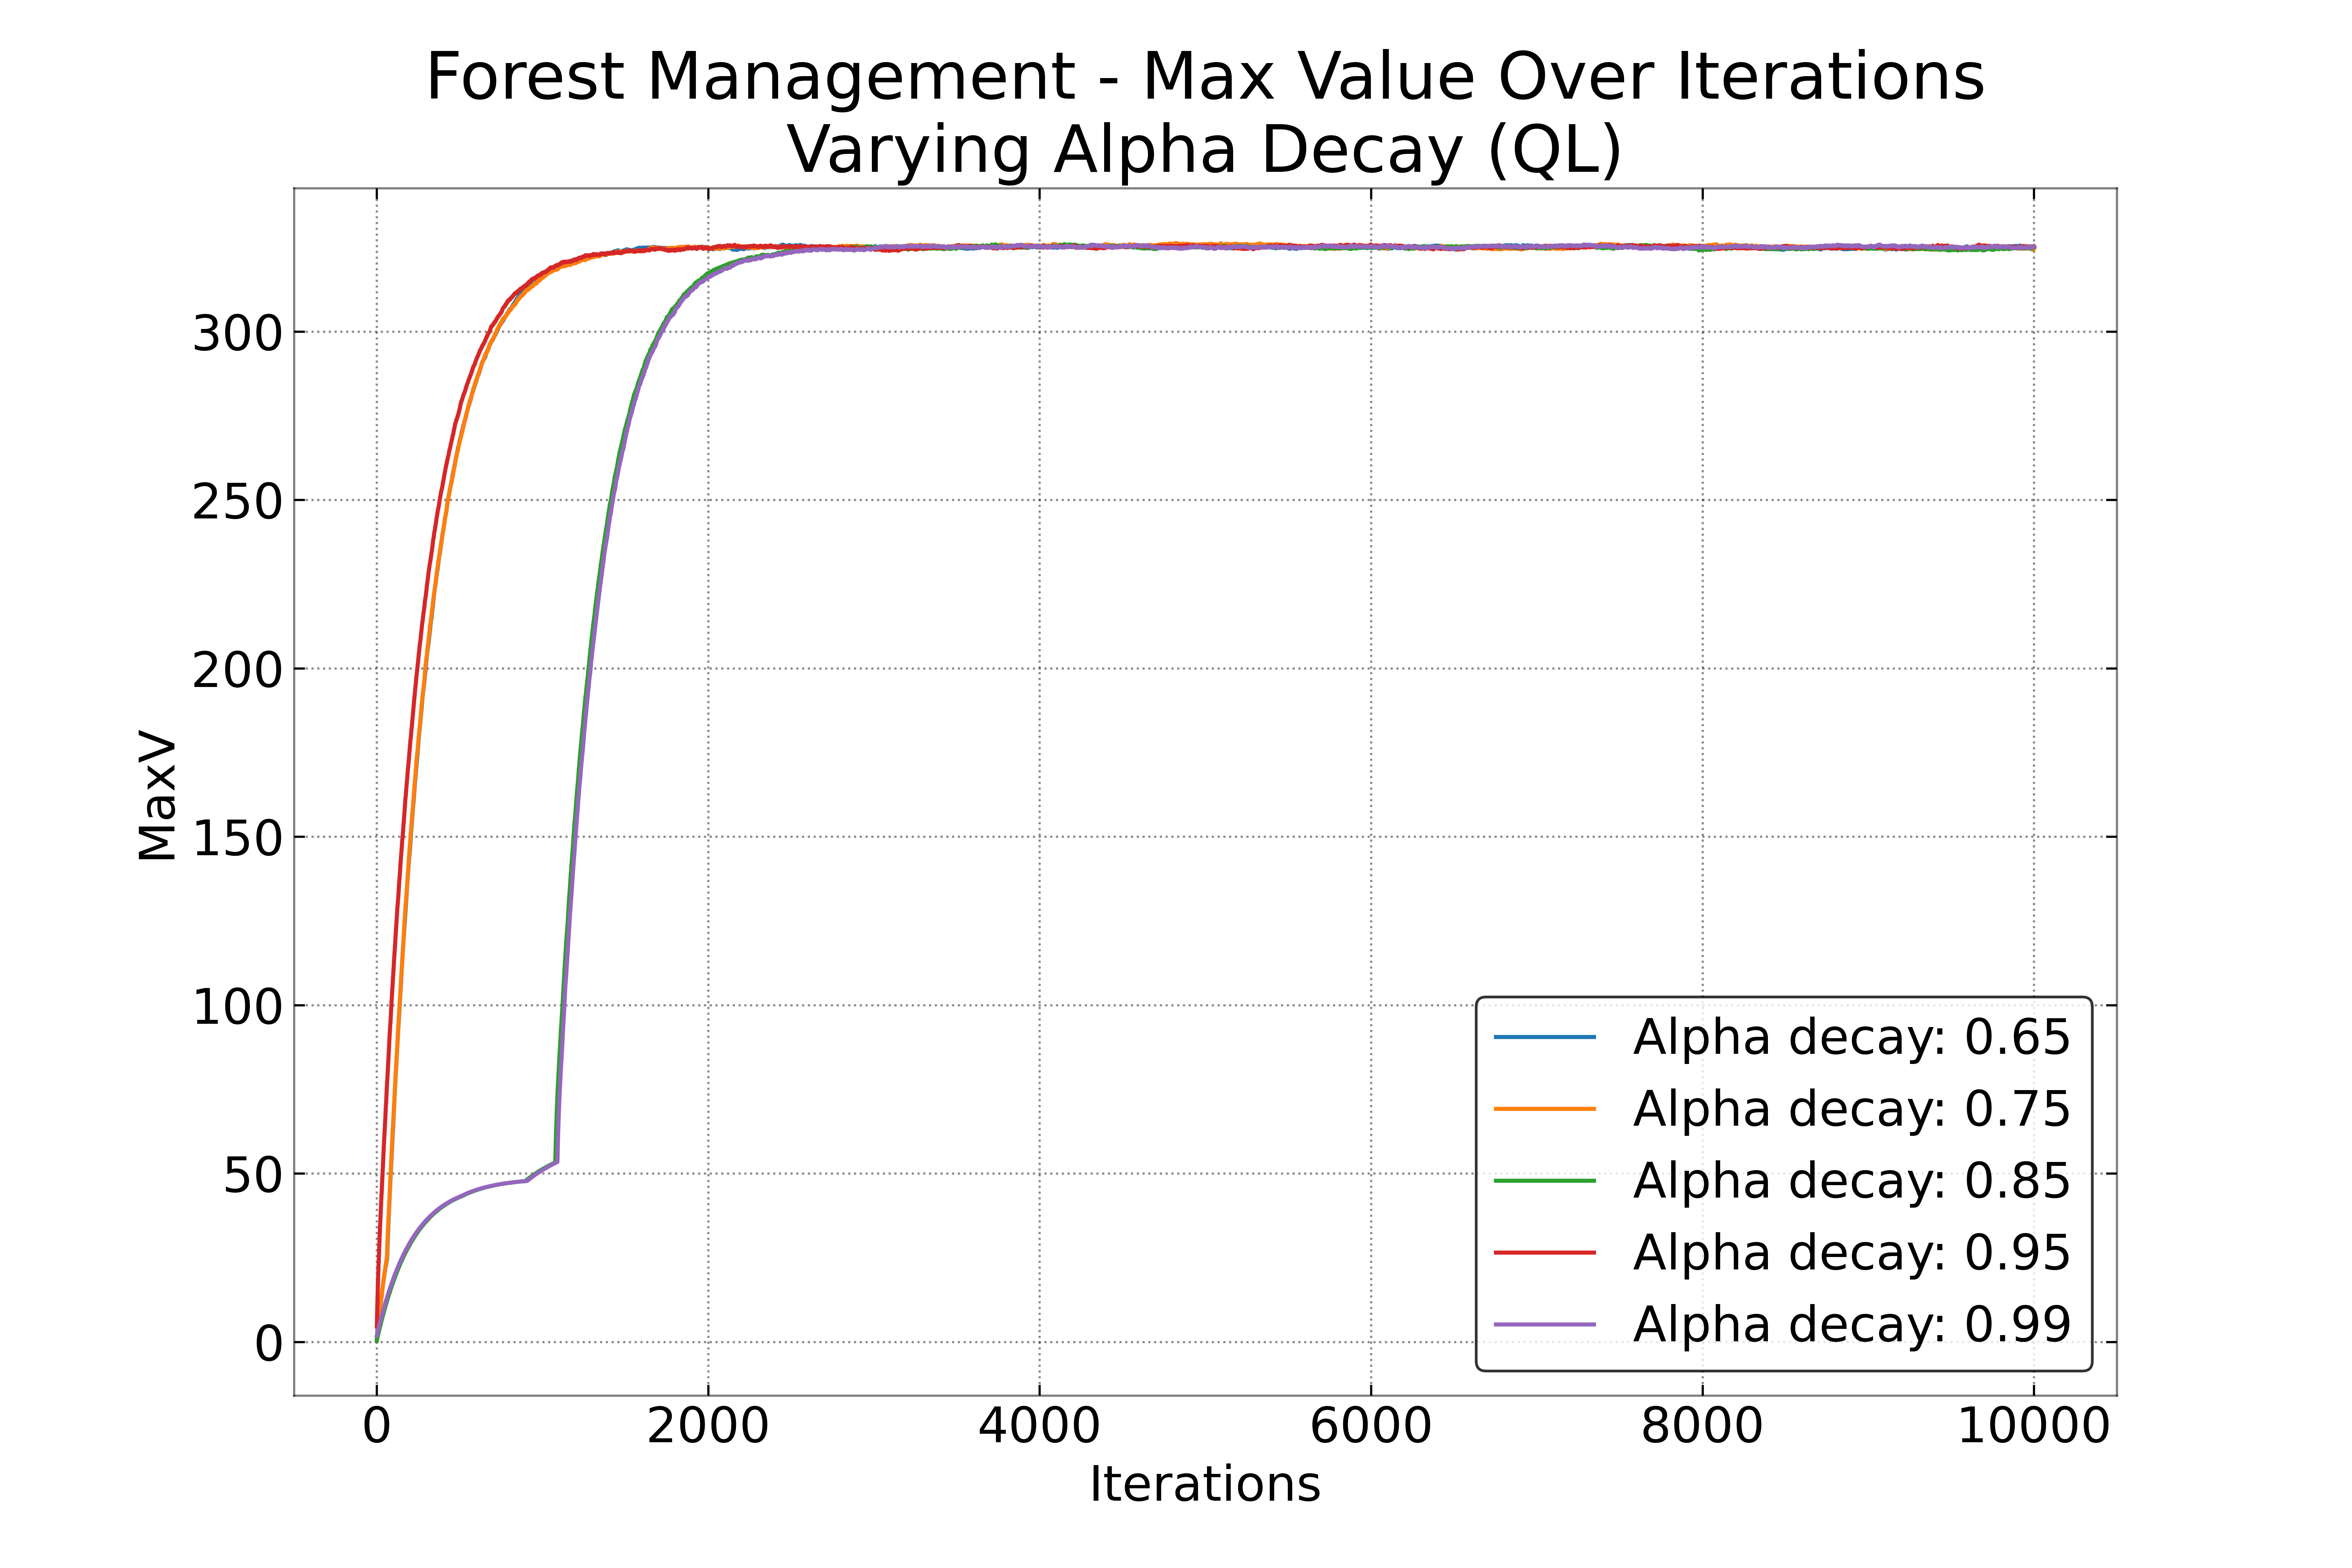 Forest Management - Max Value Over Iterations
Varying Alpha Decay (QL)
MaxV
300
250
200
150
100
50
0
0 2000 4000 6000 8000 10000
Iterations
Alpha decay: 0.65
Alpha decay: 0.75
Alpha decay: 0.85
Alpha decay: 0.95
Alpha decay: 0.99